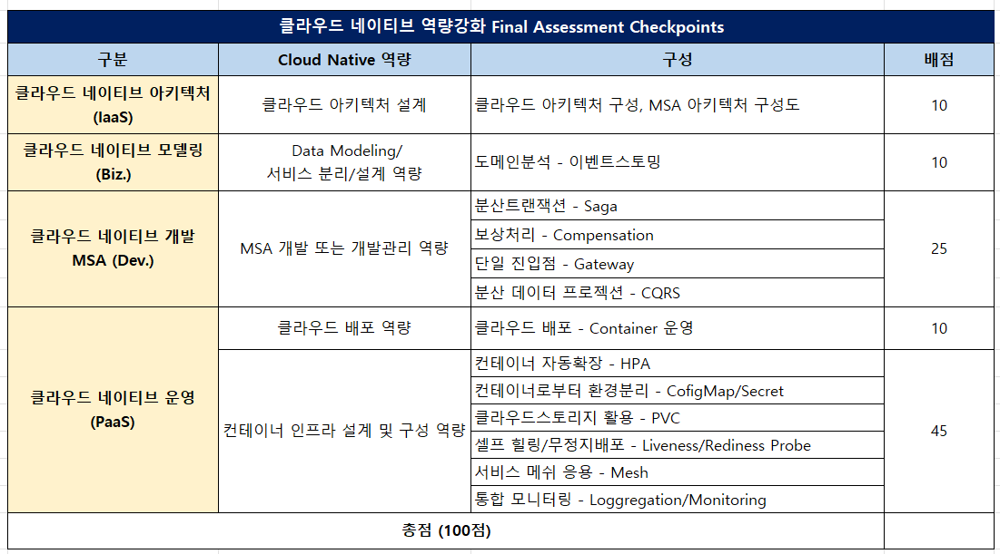 클라우드 네이티브 역량강화 Final Assessment Checkpoints
구분
Cloud Native 역량
구성
배점
클라우드 네이티브 아키텍처
(IaaS)
클라우드 아키텍처 설계
클라우드 아키텍처 구성, MSA 아키텍처 구성도
10
클라우드 네이티브 모델링
(Biz.)
Data Modeling/
서비스 분리/설계 역량
도메인분석 - 이벤트스토밍
10
클라우드 네이티브 개발
MSA (Dev.)
MSA 개발 또는 개발관리 역량
분산트랜잭션 - Saga
보상처리 - Compensation
단일 진입점 - Gateway
분산 데이터 프로젝션 - CQRS
25
클라우드 네이티브 운영
(PaaS)
클라우드 배포 역량
클라우드 배포 - Container 운영
10
컨테이너 인프라 설계 및 구성 역량
컨테이너 자동확장 - HPA
컨테이너로부터 환경분리 - CofigMap/Secret
클라우드스토리지 활용 - PVC
셀프 힐링/무정지배포 - Liveness/Rediness Probe
서비스 메쉬 응용 - Mesh
통합 모니터링 - Loggregation/Monitoring
45
총점 (100점)